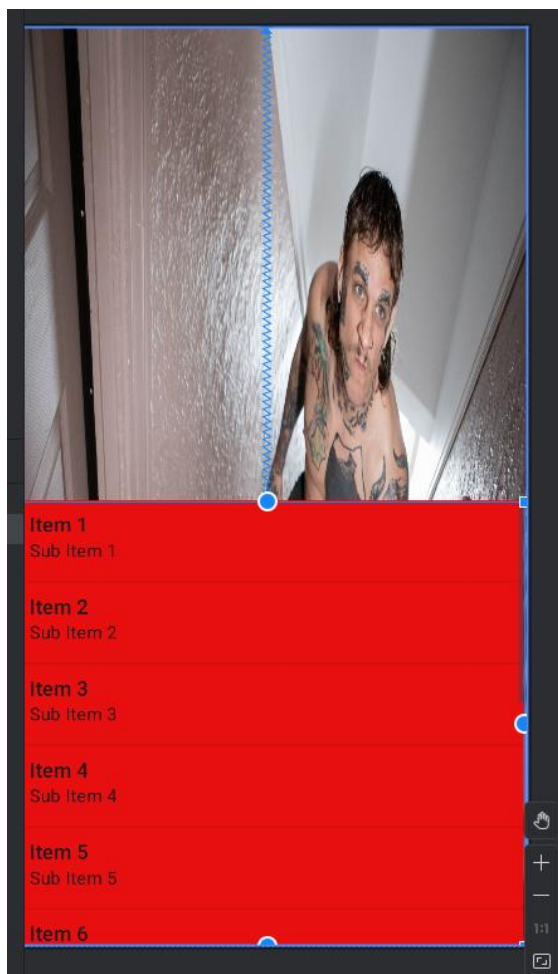 Item 1
Sub Item 1
Item 2
Sub Item 2
Item 3
Sub Item 3
Item 4
Sub Item 4
Item 5
Sub Item 5
Item 6
1:1